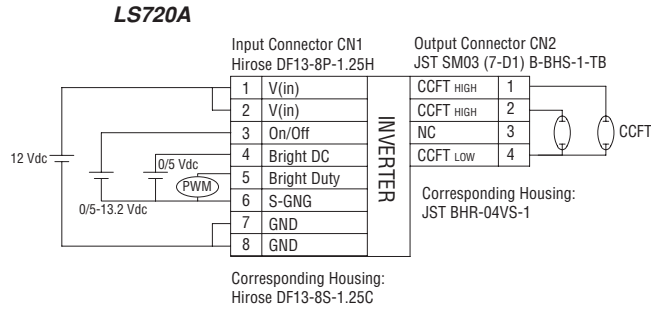 LS720A
Input Connector CN1
Hirose DF13-8P-1.25H
Output Connector CN2
JST SM03 (7-D1) B-BHS-1-TB
1 V(in)
2 V(in)
3 On/Off
4 Bright DC
5 Bright Duty
6 S-GNG
7 GND
8 GND
INVERTER
CCFT HIGH 1
CCFT HIGH 2
NC 3
CCFT LOW 4
CCFT
12 Vdc
0/5 Vdc
PWM
0/5-13.2 Vdc
Corresponding Housing:
JST BHR-04VS-1
Corresponding Housing:
Hirose DF13-8S-1.25C